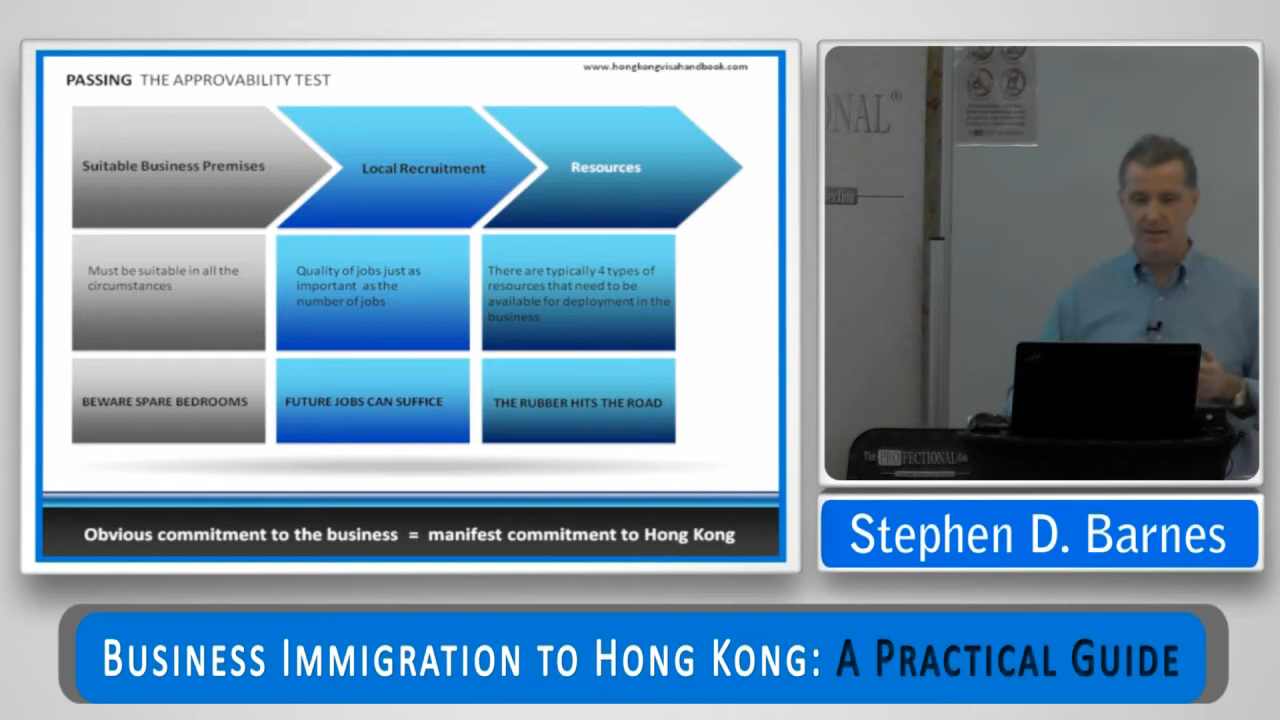 www.hongkongvisahandbook.com
PASSING THE APPROVABILITY TEST
Suitable Business Premises
Local Recruitment
Resources
Must be suitable in all the
circumstances
Quality of jobs just as
important as the
number of jobs
There are typically 4 types of
resources that need to be
available for deployment in the
business
BEWARE SPARE BEDROOMS
FUTURE JOBS CAN SUFFICE
THE RUBBER HITS THE ROAD
Obvious commitment to the business = manifest commitment to Hong Kong
ONAL®
The PROFECTIONAL Co.
Stephen D. Barnes
BUSINESS IMMIGRATION TO HONG KONG: A PRACTICAL GUIDE